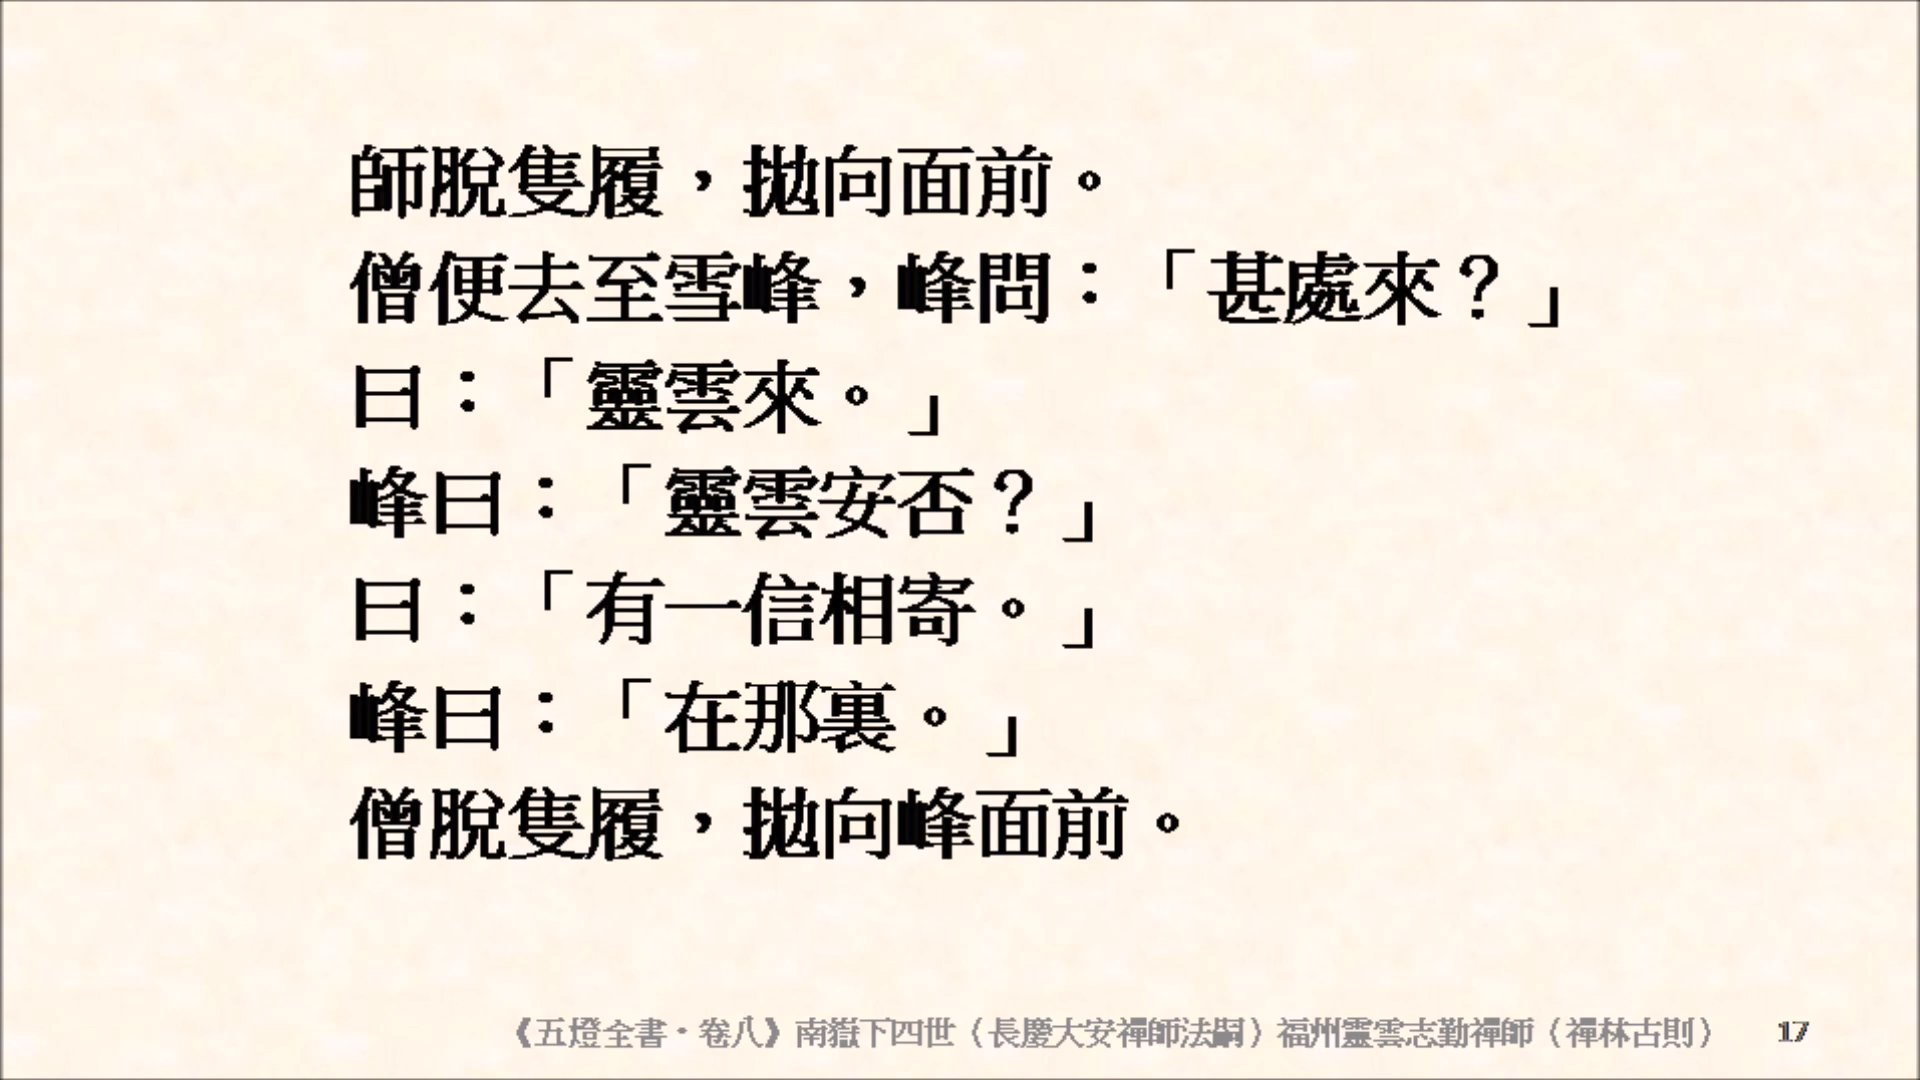 師脫隻履，拋向面前。
僧便去至雪峰，峰問：「甚處來？」
曰：「靈雲來。」
峰曰：「靈雲安否？」
曰：「有一信相寄。」
峰曰：「在那裏。」
僧脫隻履，拋向峰面前。
《五燈全書・卷八》南嶽下四世（長慶大安禪師法嗣）福州靈雲志勤禪師（禪林古則） 17